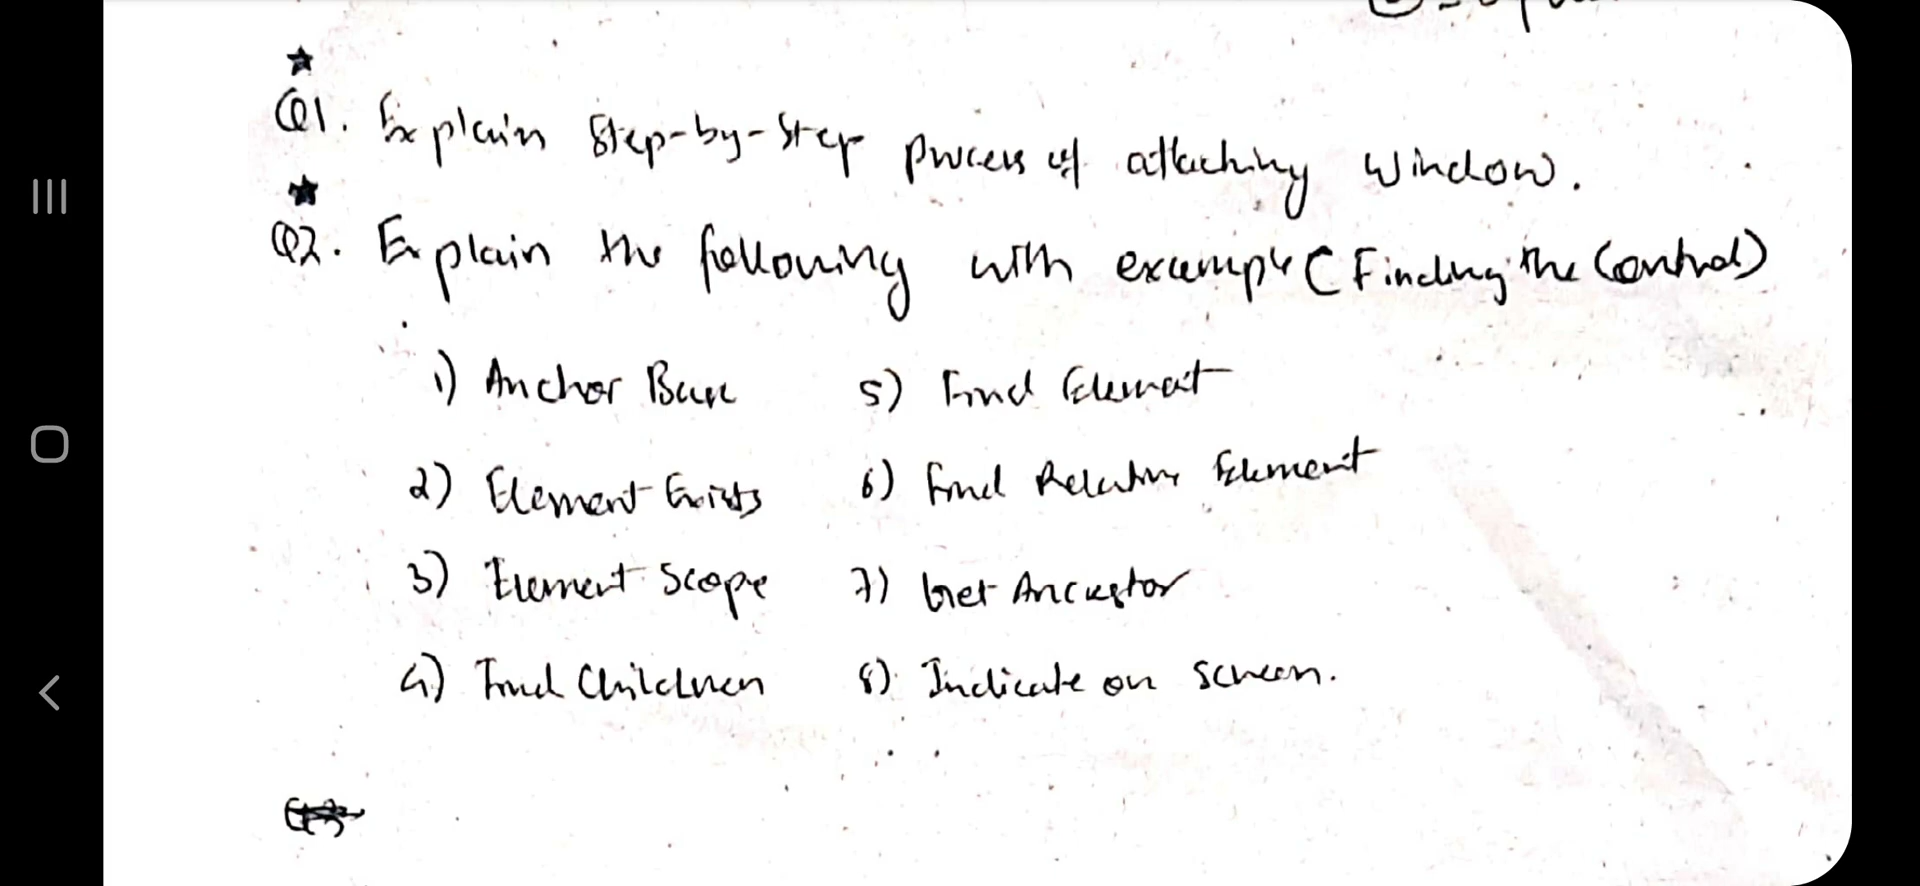 Q1. Explain Step-by-Step process of attaching window.
Q2. Explain the following with example (Finding the Control)
1) Anchor Base 5) Find Element
2) Element Exists 6) Find Relative Element
3) Element Scope 7) Get Ancestor
4) Find Children 8) Indicate on screen.